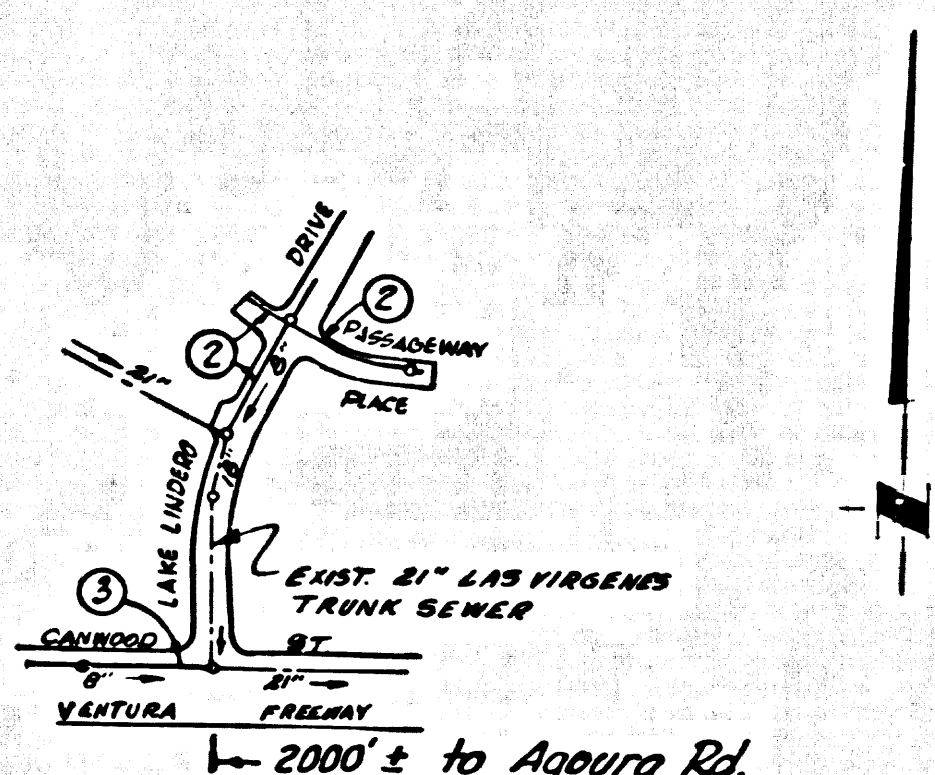 DRIVE
2
PASSAGEWAY
PLACE
2
8"
21"
18"
LAKE LINDERO
EXIST. 21" LAS VIRGENES
TRUNK SEWER
3
CANWOOD ST.
8" 21"
VENTURA FREEWAY
2000' ± to Agoura Rd.
N